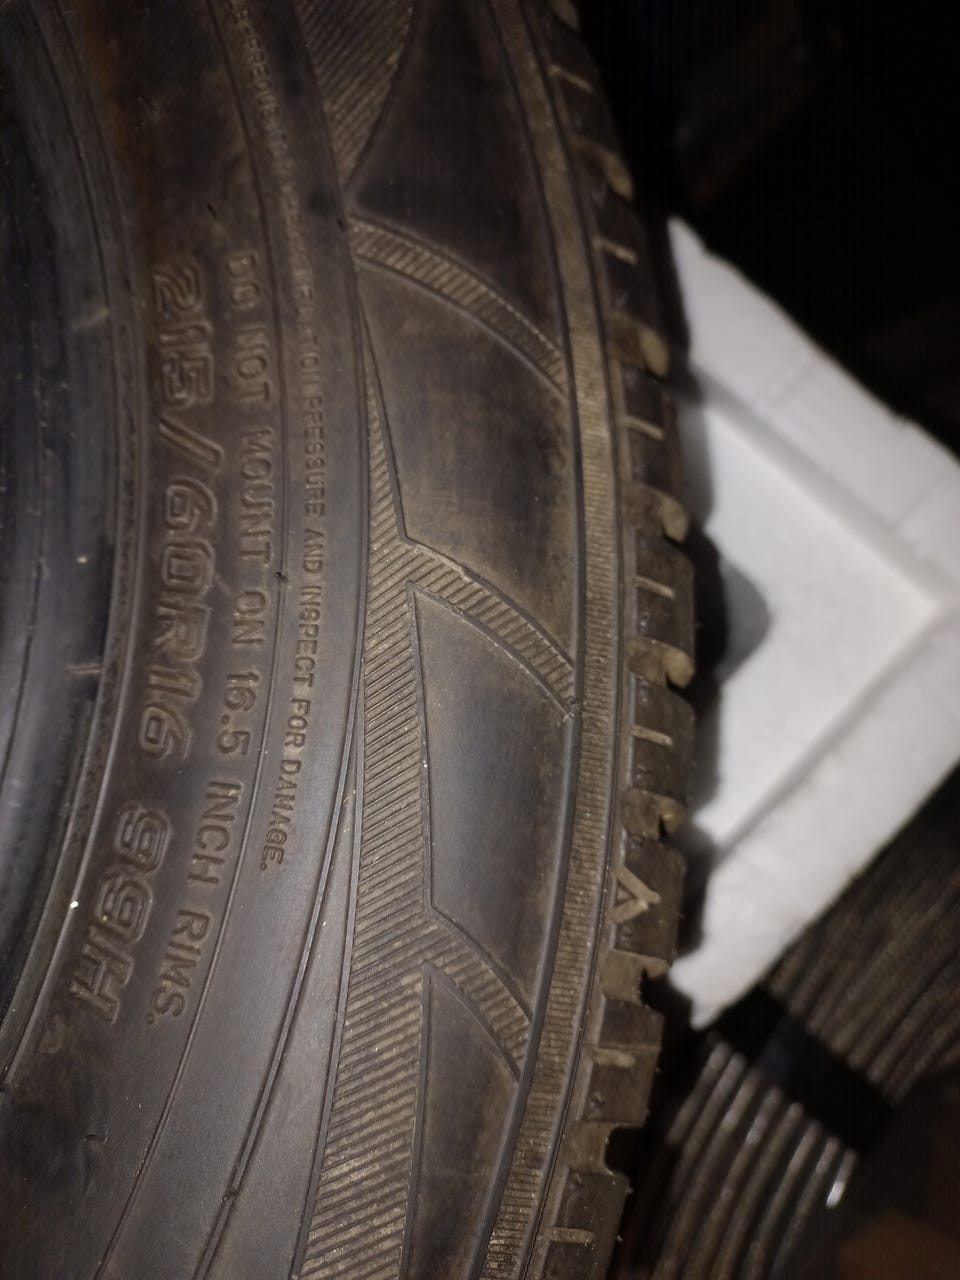 215/60R16 99H
DO NOT MOUNT ON 16.5 INCH RIMS.
PRESSURE AND INSPECT FOR DAMAGE.